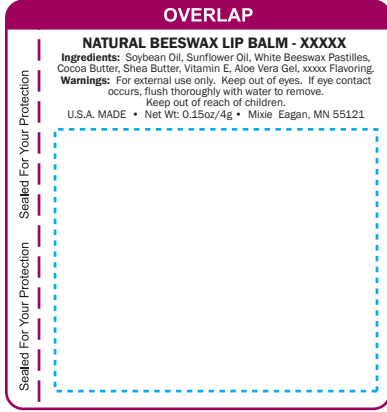 OVERLAP
NATURAL BEESWAX LIP BALM - XXXXX
Ingredients: Soybean Oil, Sunflower Oil, White Beeswax Pastilles,
Cocoa Butter, Shea Butter, Vitamin E, Aloe Vera Gel, xxxxx Flavoring.
Warnings: For external use only. Keep out of eyes. If eye contact
occurs, flush thoroughly with water to remove.
Keep out of reach of children.
U.S.A. MADE • Net Wt: 0.15oz/4g • Mixie Eagan, MN 55121
Sealed For Your Protection
Sealed For Your Protection